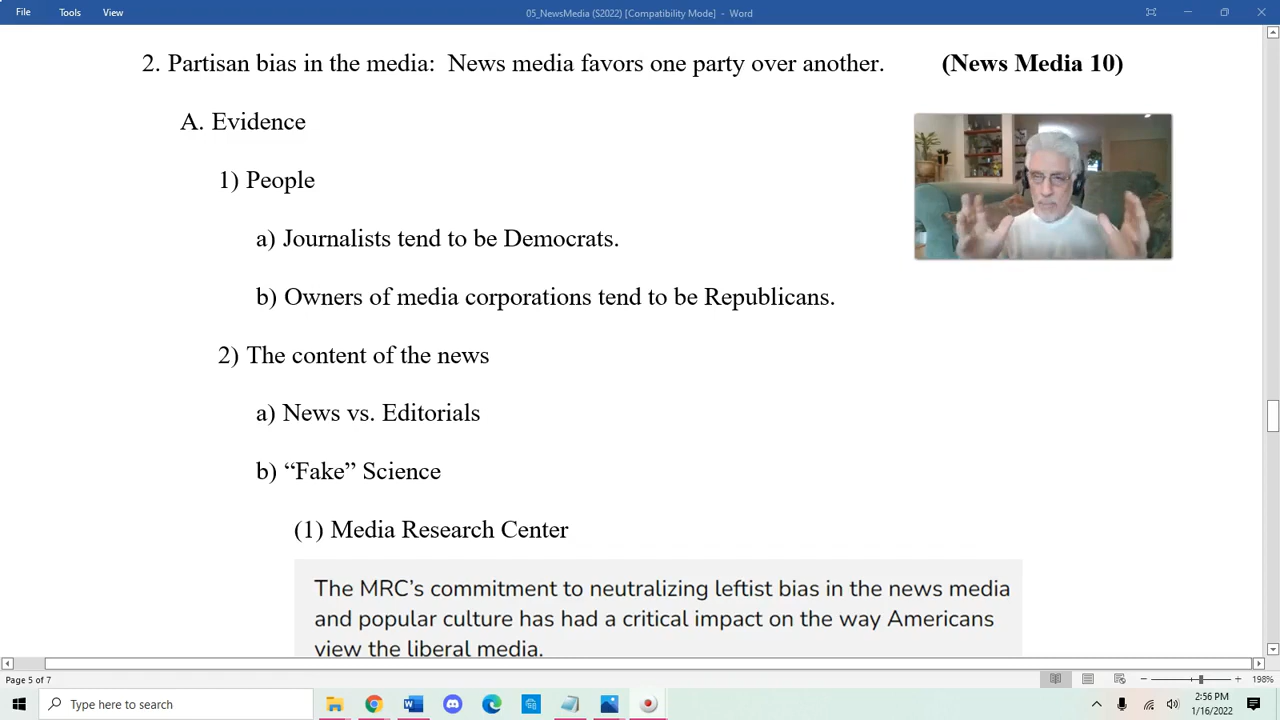 File Tools View 05_NewsMedia (S2022) [Compatibility Mode] - Word
2. Partisan bias in the media: News media favors one party over another. (News Media 10)
A. Evidence
1) People
a) Journalists tend to be Democrats.
b) Owners of media corporations tend to be Republicans.
2) The content of the news
a) News vs. Editorials
b) “Fake” Science
(1) Media Research Center
The MRC’s commitment to neutralizing leftist bias in the news media
and popular culture has had a critical impact on the way Americans
view the liberal media.
Page 5 of 7 198%
Type here to search
2:56 PM
1/16/2022